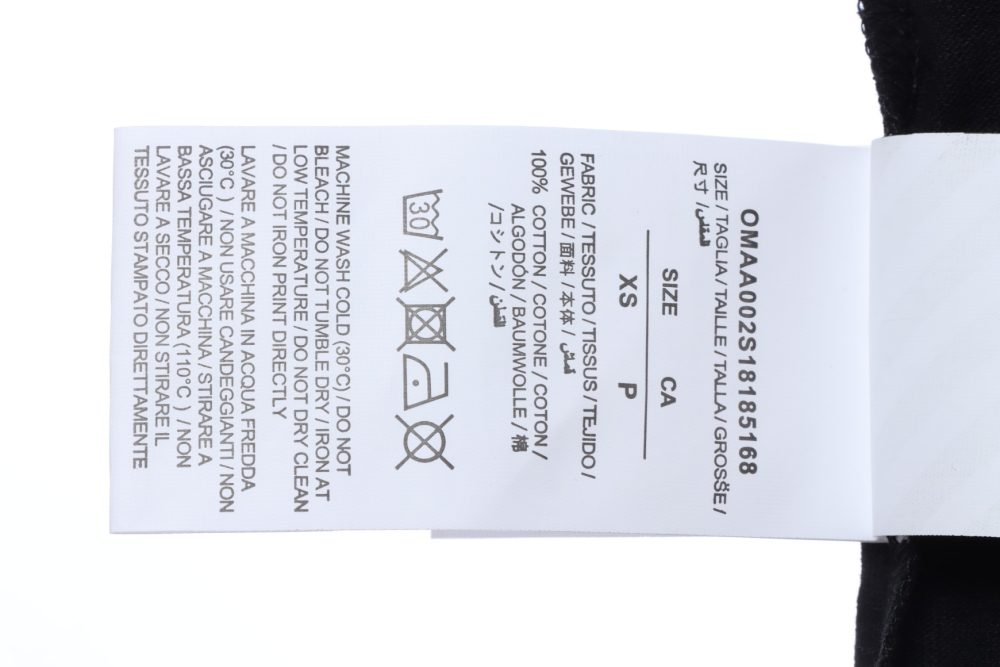 OMAA002S18185168
SIZE / TAGLIA / TAILLE / TALLA / GROSSE /
尺寸 / المقاس
SIZE CA
XS P
FABRIC / TESSUTO / TISSUS / TEJIDO /
GEWEBE / 面料 / 本体 / قماش
100% COTTON / COTONE / COTON /
ALGODÓN / BAUMWOLLE / 棉
/ コットン / القطن
30
MACHINE WASH COLD (30°C) / DO NOT
BLEACH / DO NOT TUMBLE DRY / IRON AT
LOW TEMPERATURE / DO NOT DRY CLEAN
/ DO NOT IRON PRINT DIRECTLY
LAVARE A MACCHINA IN ACQUA FREDDA
(30°C ) / NON USARE CANDEGGIANTI / NON
ASCIUGARE A MACCHINA / STIRARE A
BASSA TEMPERATURA (110°C ) / NON
LAVARE A SECCO / NON STIRARE IL
TESSUTO STAMPATO DIRETTAMENTE